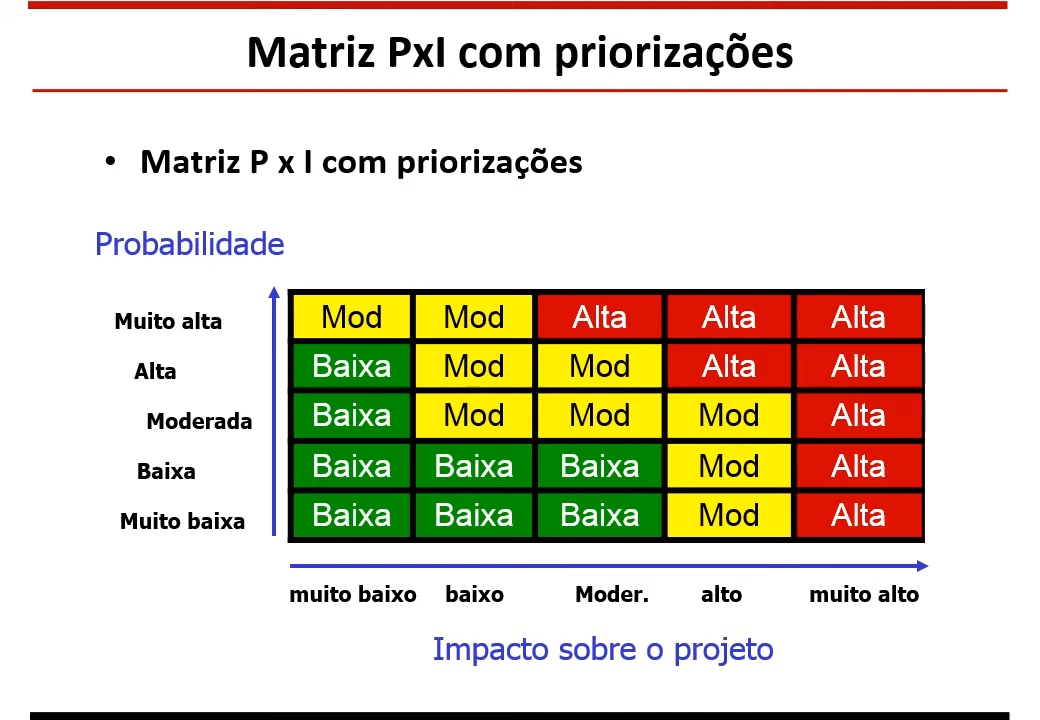 Matriz PxI com priorizações
• Matriz P x I com priorizações
Probabilidade
Muito alta Mod Mod Alta Alta Alta
Alta Baixa Mod Mod Alta Alta
Moderada Baixa Mod Mod Mod Alta
Baixa Baixa Baixa Baixa Mod Alta
Muito baixa Baixa Baixa Baixa Mod Alta
muito baixo baixo Moder. alto muito alto
Impacto sobre o projeto